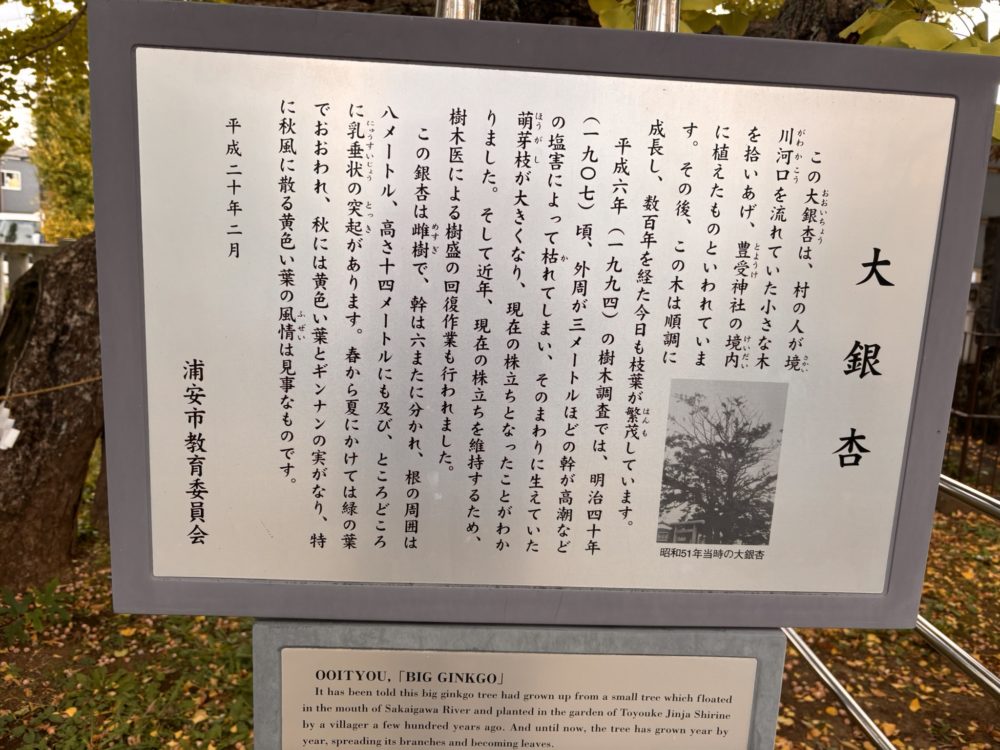 大銀杏
この大銀杏は、村の人が境
川河口を流れていた小さな木
を拾いあげ、豊受神社の境内
に植えたものといわれていま
す。その後、この木は順調に
成長し、数百年を経た今日も枝葉が繁茂しています。
平成六年（一九九四）の樹木調査では、明治四十年
（一九〇七）頃、外周が三メートルほどの幹が高潮など
の塩害によって枯れてしまい、そのまわりに生えていた
萌芽枝が大きくなり、現在の株立ちとなったことがわか
りました。そして近年、現在の株立ちを維持するため、
樹木医による樹盛の回復作業も行われました。
この銀杏は雌樹で、幹は六またに分かれ、根の周囲は
八メートル、高さ十四メートルにも及び、ところどころ
に乳垂状の突起があります。春から夏にかけては緑の葉
でおおわれ、秋には黄色い葉とギンナンの実がなり、特
に秋風に散る黄色い葉の風情は見事なものです。
平成二十年二月
浦安市教育委員会
昭和51年当時の大銀杏
OOITYOU,「BIG GINKGO」
It has been told this big ginkgo tree had grown up from a small tree which floated
in the mouth of Sakaigawa River and planted in the garden of Toyouke Jinja Shirine
by a villager a few hundred years ago. And until now, the tree has grown year by
year, spreading its branches and becoming leaves.